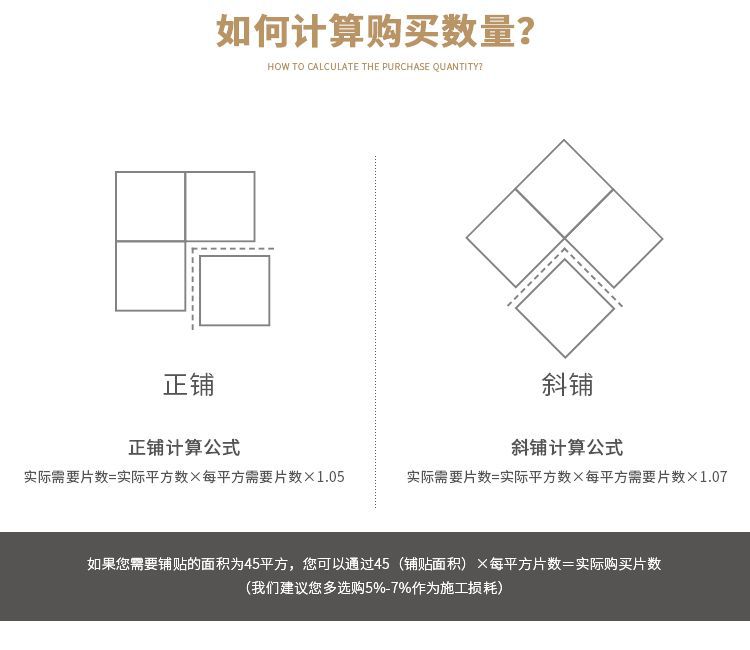 如何计算购买数量？
HOW TO CALCULATE THE PURCHASE QUANTITY?
正铺
正铺计算公式
实际需要片数=实际平方数×每平方需要片数×1.05
斜铺
斜铺计算公式
实际需要片数=实际平方数×每平方需要片数×1.07
如果您需要铺贴的面积为45平方，您可以通过45（铺贴面积）×每平方片数＝实际购买片数
（我们建议您多选购5%-7%作为施工损耗）